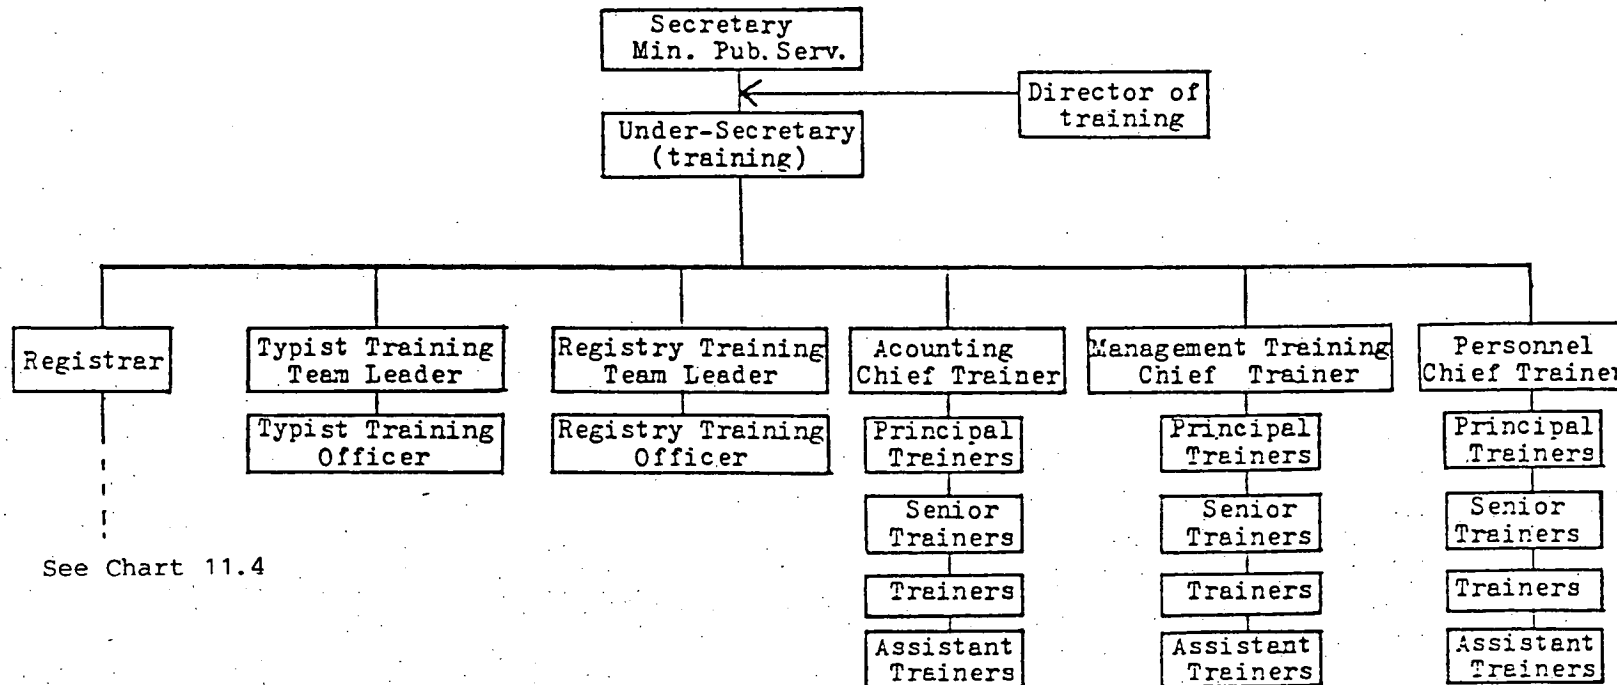 Secretary
Min. Pub. Serv.
Director of
training
Under-Secretary
(training)
Registrar
Typist Training
Team Leader
Registry Training
Team Leader
Acounting
Chief Trainer
Management Training
Chief Trainer
Personnel
Chief Trainer
Typist Training
Officer
Registry Training
Officer
Principal
Trainers
Principal
Trainers
Principal
Trainers
Senior
Trainers
Senior
Trainers
Senior
Trainers
See Chart 11.4
Trainers
Trainers
Trainers
Assistant
Trainers
Assistant
Trainers
Assistant
Trainers